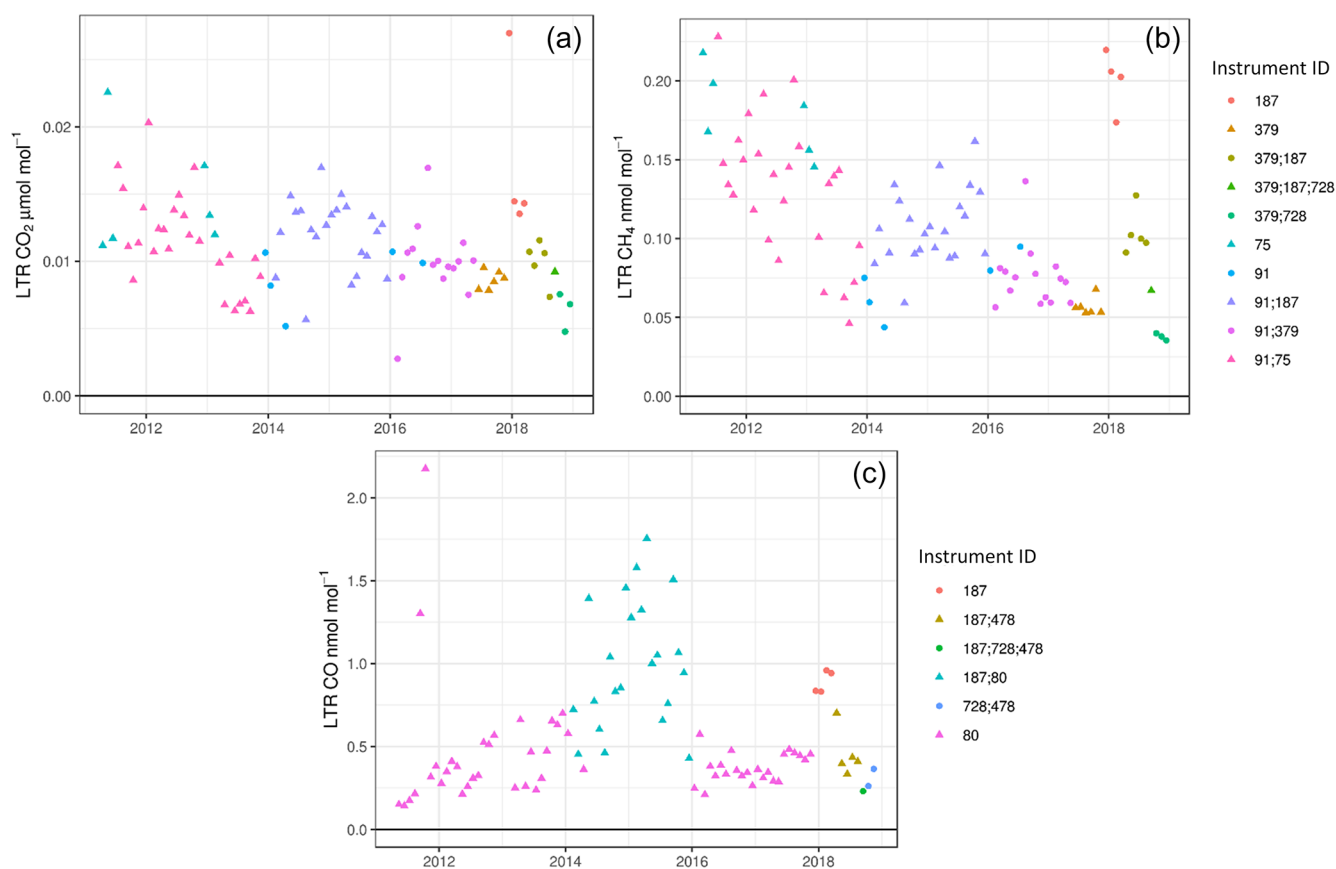 (a)
LTR CO₂ µmol mol⁻¹
0.02
0.01
0.00
2012 2014 2016 2018
(b)
LTR CH₄ nmol mol⁻¹
0.20
0.15
0.10
0.05
0.00
2012 2014 2016 2018
Instrument ID
187
379
379;187
379;187;728
379;728
75
91
91;187
91;379
91;75
(c)
LTR CO nmol mol⁻¹
2.0
1.5
1.0
0.5
0.0
2012 2014 2016 2018
Instrument ID
187
187;478
187;728;478
187;80
728;478
80